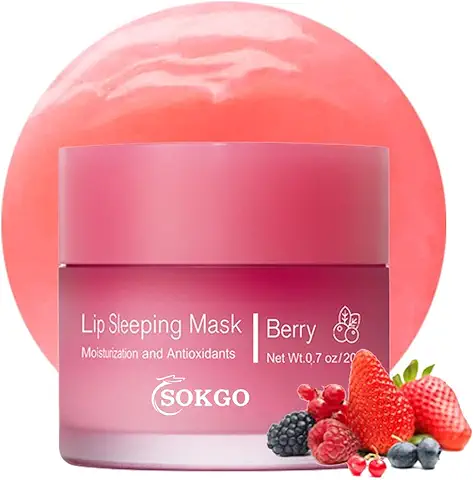 Lip Sleeping Mask
Moisturization and Antioxidants
Berry
Net Wt.0.7 oz/20
SOKGO